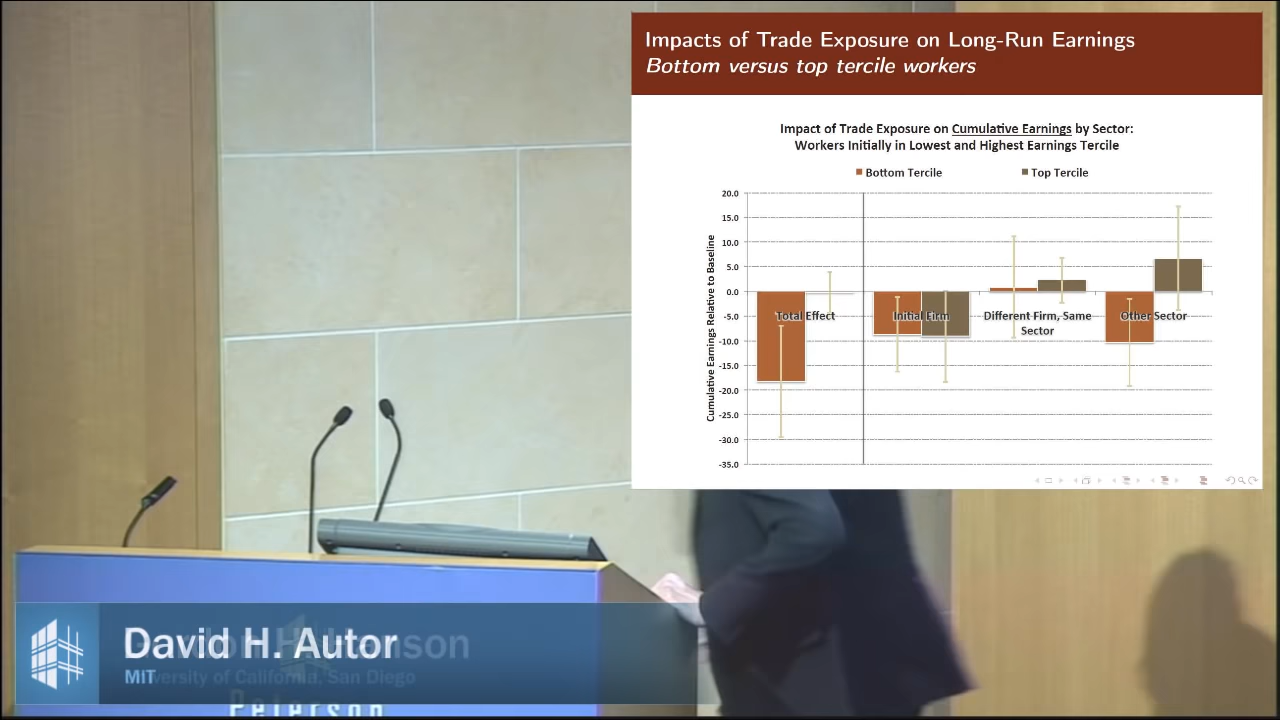 Impacts of Trade Exposure on Long-Run Earnings
Bottom versus top tercile workers
Impact of Trade Exposure on Cumulative Earnings by Sector:
Workers Initially in Lowest and Highest Earnings Tercile
Bottom Tercile
Top Tercile
Cumulative Earnings Relative to Baseline
20.0
15.0
10.0
5.0
0.0
-5.0
-10.0
-15.0
-20.0
-25.0
-30.0
-35.0
Total Effect
Initial Firm
Different Firm, Same
Sector
Other Sector
David H. Autor
MIT
University of California, San Diego
Peterson